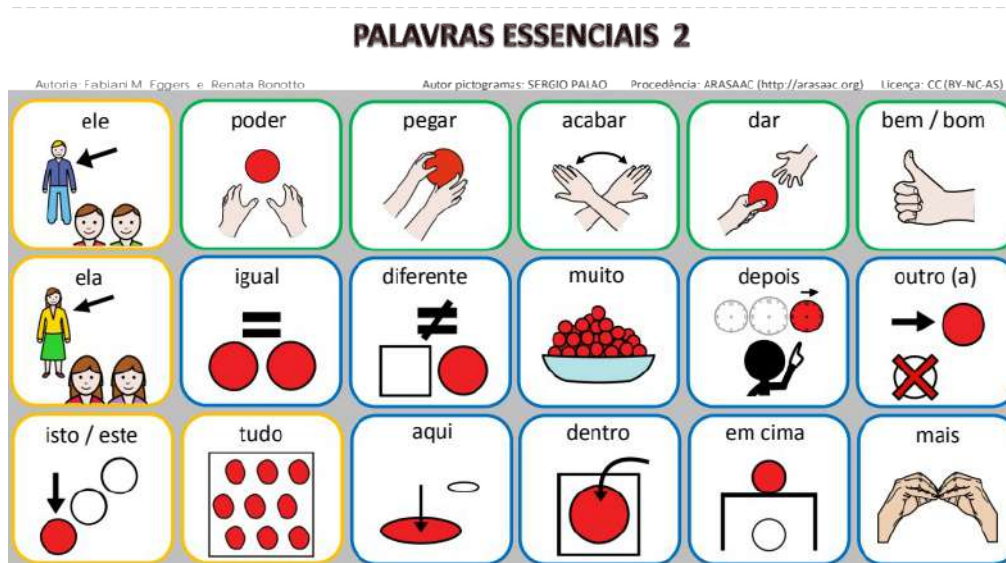 PALAVRAS ESSENCIAIS 2
Autoria: Fabiani M. Eggers e Renata Bonotto Autor pictogramas: SERGIO PALAO Procedência: ARASAAC (http://arasaac.org) Licença: CC (BY-NC-AS)
ele poder pegar acabar dar bem / bom
ela igual diferente muito depois outro (a)
isto / este tudo aqui dentro em cima mais